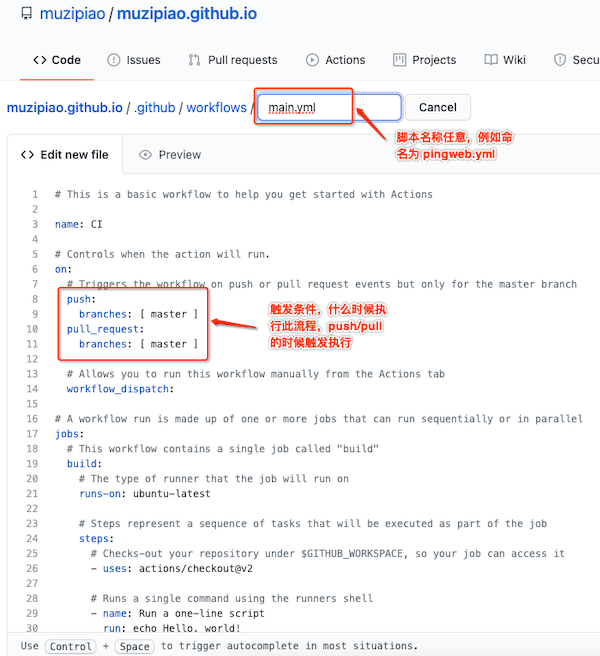 muzipiao / muzipiao.github.io
Code Issues Pull requests Actions Projects Wiki Secu
muzipiao.github.io / .github / workflows / main.yml Cancel
脚本名称任意，例如命
名为 pingweb.yml
Edit new file Preview
1 # This is a basic workflow to help you get started with Actions
2
3 name: CI
4
5 # Controls when the action will run.
6 on:
7 # Triggers the workflow on push or pull request events but only for the master branch
8 push:
9 branches: [ master ]
10 pull_request:
11 branches: [ master ]
12
触发条件，什么时候执
行此流程，push/pull
的时候触发执行
13 # Allows you to run this workflow manually from the Actions tab
14 workflow_dispatch:
15
16 # A workflow run is made up of one or more jobs that can run sequentially or in parallel
17 jobs:
18 # This workflow contains a single job called "build"
19 build:
20 # The type of runner that the job will run on
21 runs-on: ubuntu-latest
22
23 # Steps represent a sequence of tasks that will be executed as part of the job
24 steps:
25 # Checks-out your repository under $GITHUB_WORKSPACE, so your job can access it
26 - uses: actions/checkout@v2
27
28 # Runs a single command using the runners shell
29 - name: Run a one-line script
30 run: echo Hello, world!
Use Control + Space to trigger autocomplete in most situations.